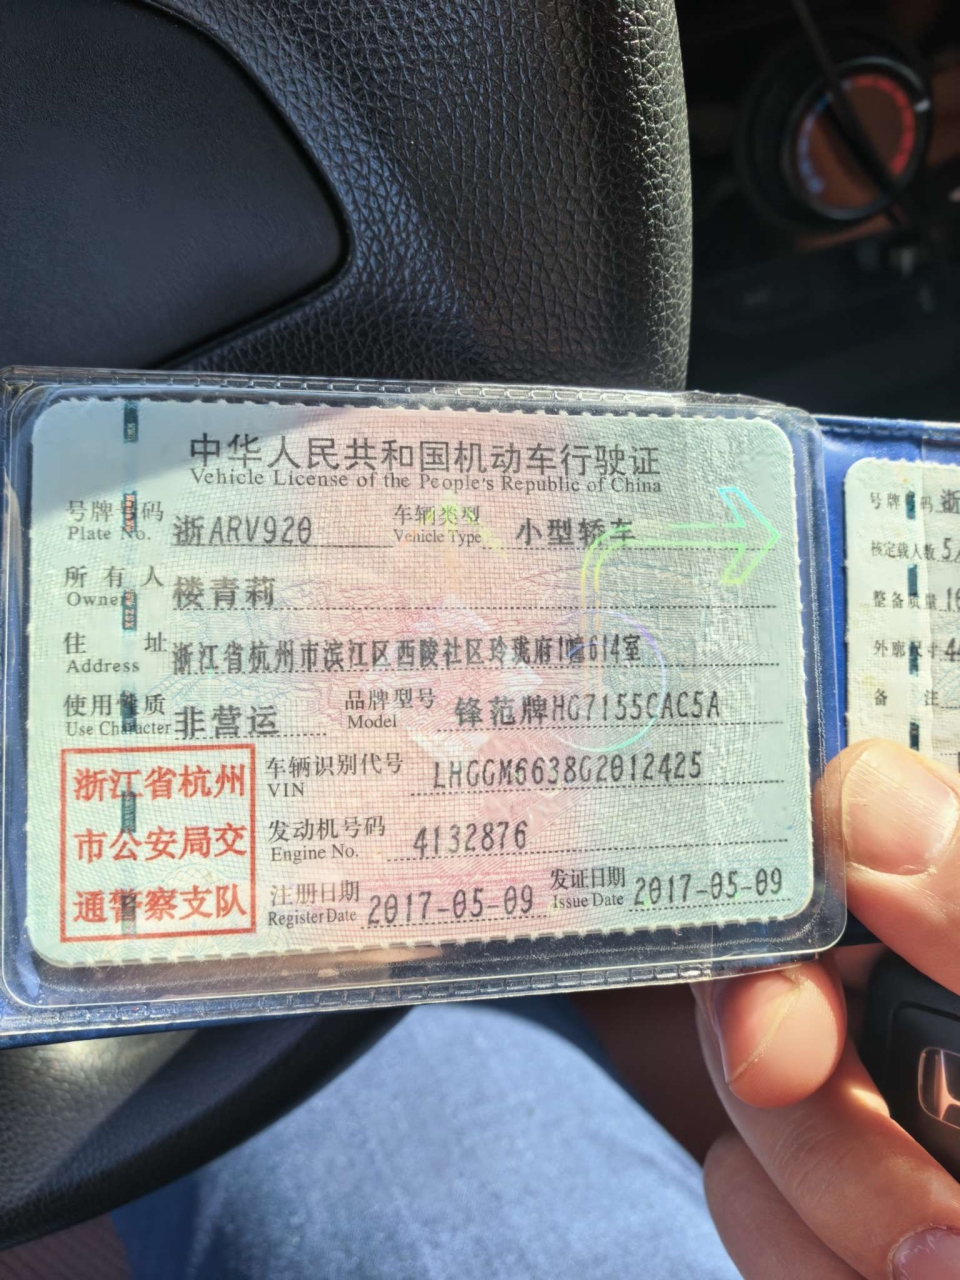 中华人民共和国机动车行驶证
Vehicle License of the People's Republic of China
号牌号码 浙ARV920 车辆类型 小型轿车
Plate No. Vehicle Type
所有人 楼青莉
Owner
住址 浙江省杭州市滨江区西陵社区玲珑府1幢614室
Address
使用性质 非营运 品牌型号 锋范牌HG7155CAC5A
Use Character Model
浙江省杭州
市公安局交
通警察支队
车辆识别代号 LHGGM6638G2012425
VIN
发动机号码 4132876
Engine No.
注册日期 2017-05-09 发证日期 2017-05-09
Register Date Issue Date
号牌号码 浙
核定载人数 5
整备质量 16
外廓尺寸 44
备注